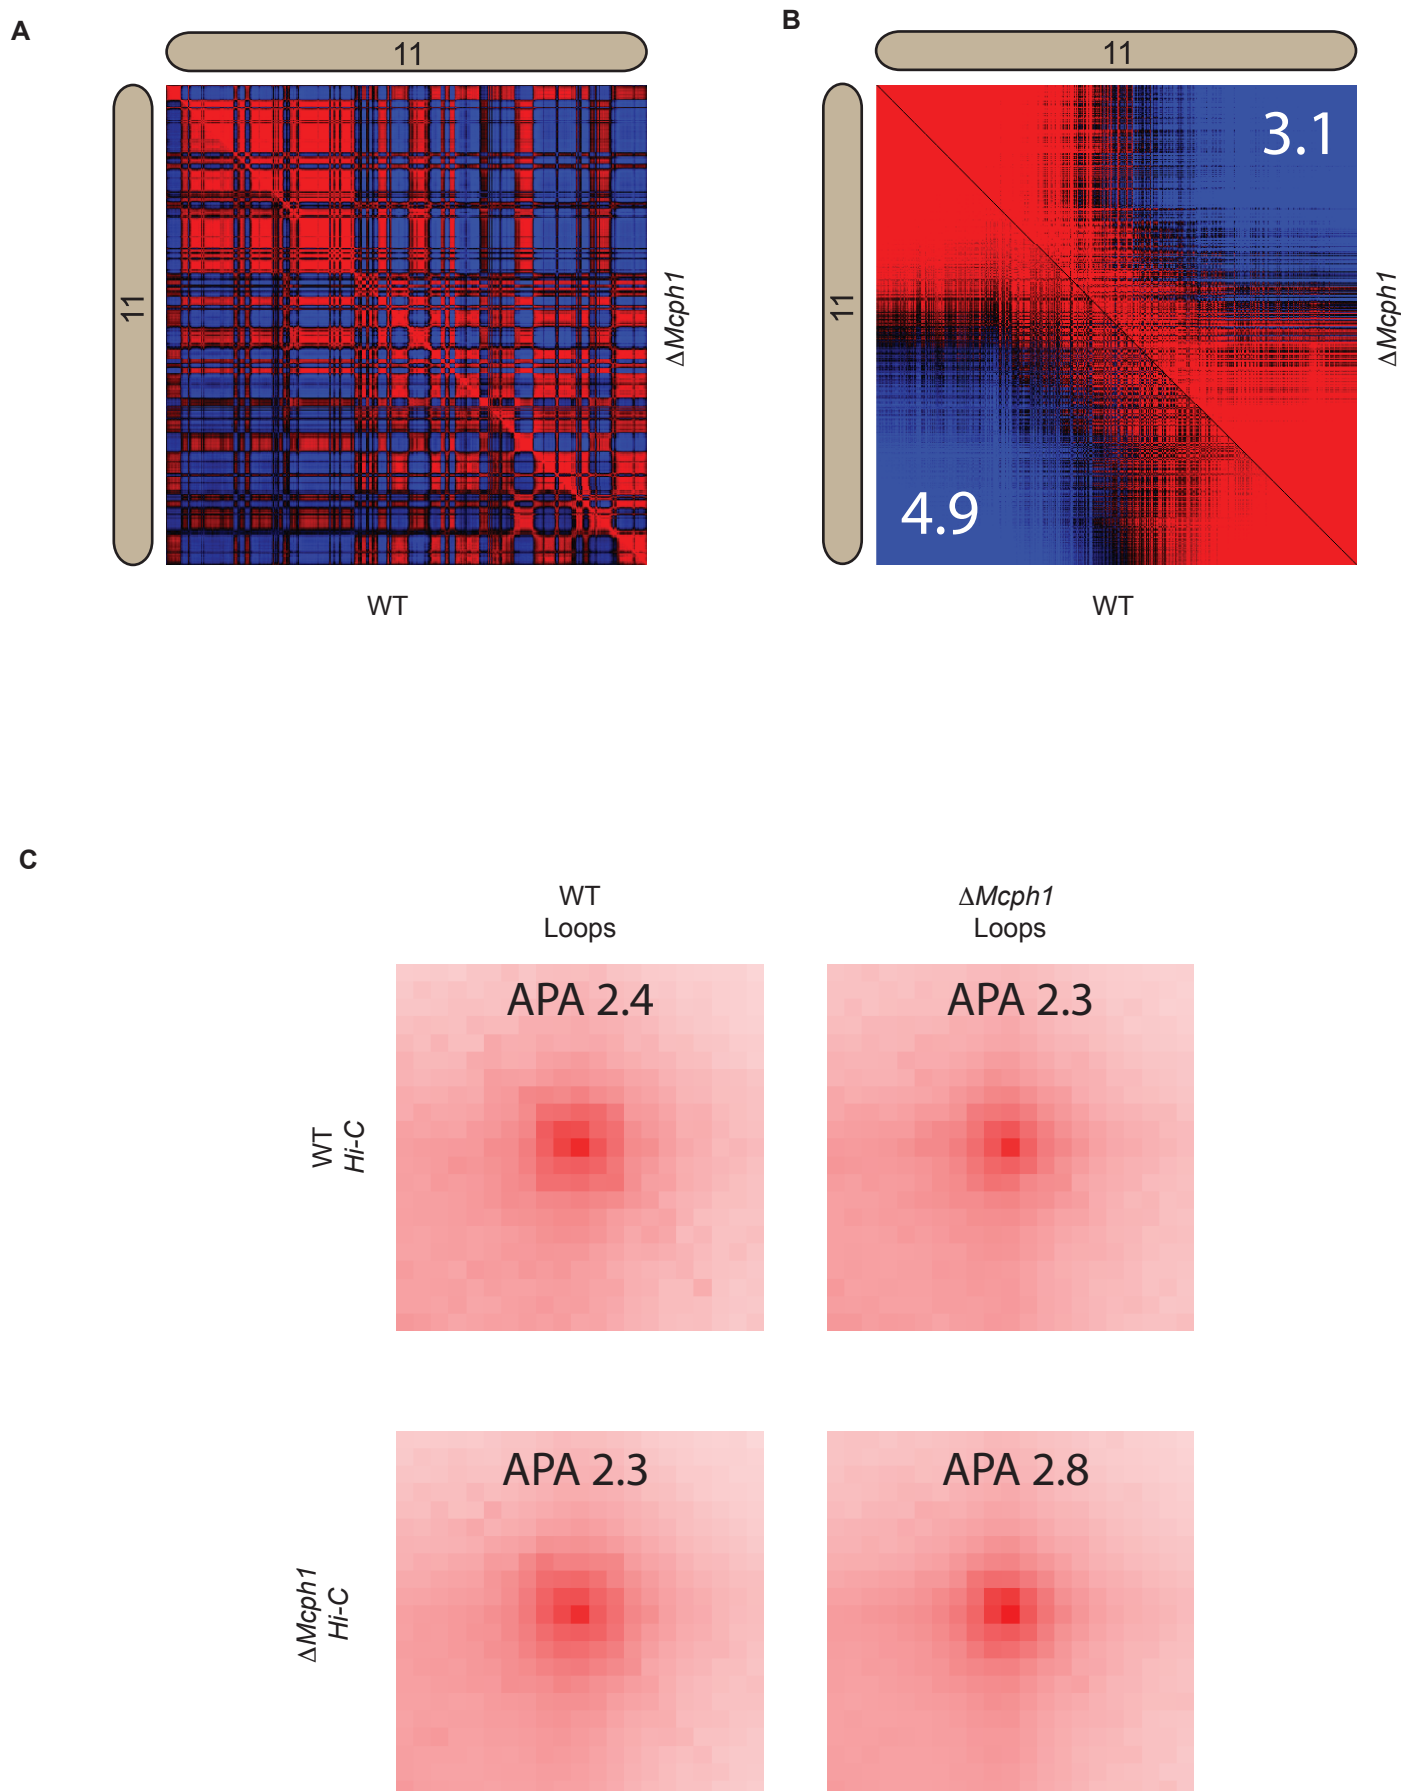 A
11
11
ΔMcph1
WT
B
11
11
3.1
4.9
ΔMcph1
WT
C
WT
Loops
ΔMcph1
Loops
WT
Hi-C
APA 2.4
APA 2.3
ΔMcph1
Hi-C
APA 2.3
APA 2.8